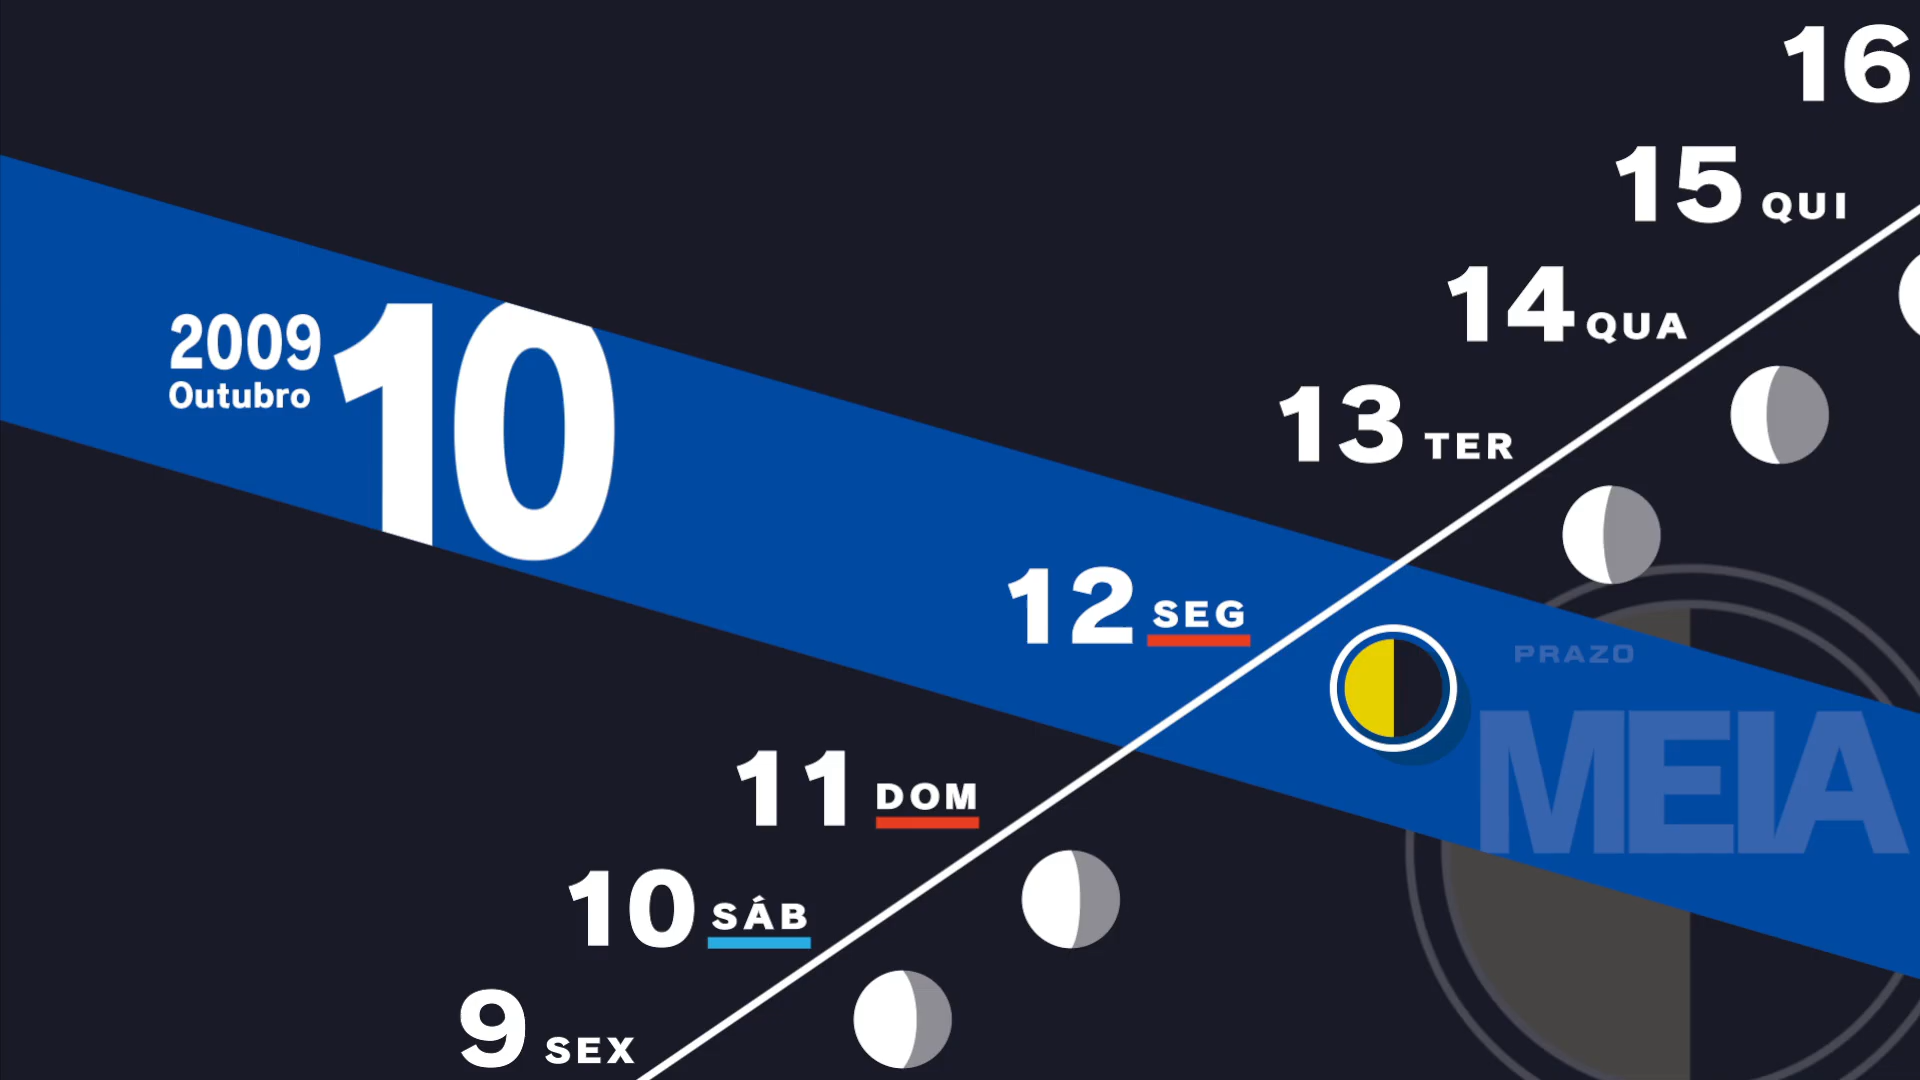 16
15 QUI
14 QUA
13 TER
2009
Outubro
10
12 SEG
PRAZO
MEIA
11 DOM
10 SÁB
9 SEX